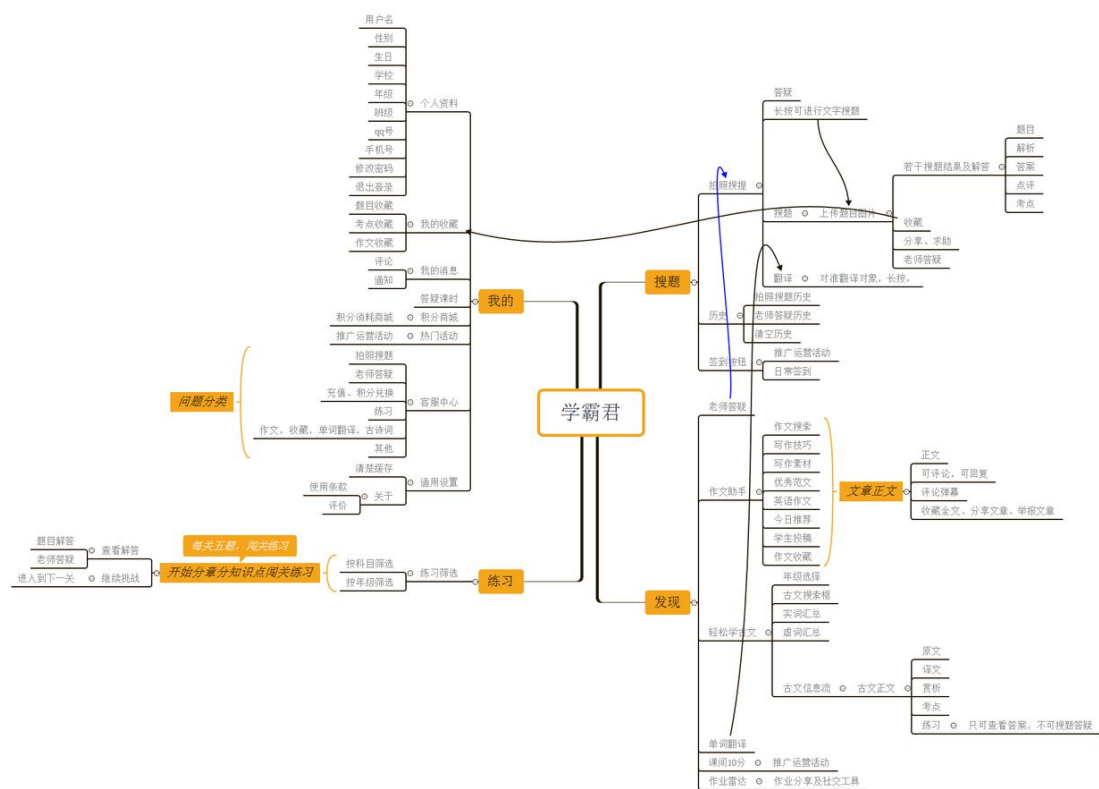 学霸君
我的
个人资料
用户名
性别
生日
学校
年级
班级
qq号
手机号
修改密码
退出登录
我的收藏
题目收藏
考点收藏
作文收藏
我的消息
评论
通知
答疑课时
积分商城
积分消耗商城
热门活动
推广运营活动
客服中心
拍照搜题
老师答疑
充值、积分兑换
练习
作文、收藏，单词翻译，古诗词
其他
问题分类
通用设置
清楚缓存
关于
使用条款
评价
练习
练习筛选
按科目筛选
按年级筛选
每关五题，闯关练习
开始分章分知识点闯关练习
查看解答
题目解答
老师答疑
继续挑战
进入到下一关
搜题
拍照搜提
答疑
长按可进行文字搜题
搜题
上传题目图片
若干搜题结果及解答
题目
解析
答案
点评
考点
收藏
分享、求助
老师答疑
翻译
对准翻译对象，长按，
历史
拍照搜题历史
老师答疑历史
清空历史
签到按钮
推广运营活动
日常签到
发现
老师答疑
作文助手
作文搜索
写作技巧
写作素材
优秀范文
英语作文
今日推荐
学生投稿
作文收藏
文章正文
正文
可评论，可回复
评论弹幕
收藏全文、分享文章、举报文章
轻松学古文
年级选择
古文搜索框
实词汇总
虚词汇总
古文信息流
古文正文
原文
译文
赏析
考点
练习
只可查看答案，不可搜题答疑
单词翻译
课间10分
推广运营活动
作业雷达
作业分享及社交工具